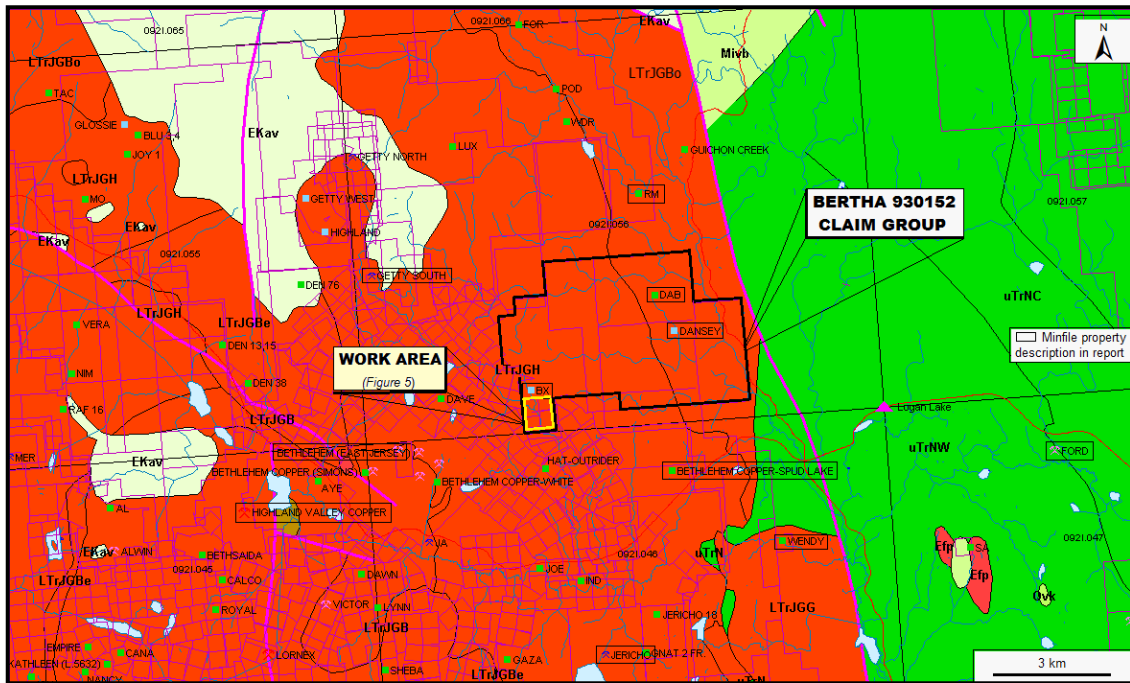 092I.065
092I.066
FOR
EKav
N
LTrJGBo
Mivb
LTrJGBo
TAC
POD
GLOSSIE
BLU 3,4
EKav
WDR
JOY 1
LUX
GUICHON CREEK
GETTY NORTH
LTrJGH
MO
GETTY WEST
RM
BERTHA 930152
CLAIM GROUP
092I.057
EKav
092I.056
EKav
HIGHLAND
092I.055
GETTY SOUTH
DEN 76
DAB
uTrNC
LTrJGH
VERA
LTrJGBe
DANSEY
Minfile property
description in report
DEN 13,15
WORK AREA
(Figure 5)
LTrJGH
NIM
DEN 38
BX
DAVE
RAF 16
Logan Lake
LTrJGB
uTrNW
MER
BETHLEHEM (EAST JERSEY)
FORD
EKav
HAT-OUTRIDER
BETHLEHEM COPPER (SIMONS)
BETHLEHEM COPPER-SPUD LAKE
AYE
BETHLEHEM COPPER-WHITE
AL
HIGHLAND VALLEY COPPER
092I.046
092I.047
JA
WENDY
EKav
ALWIN
BETHSAIDA
uTrN
Efp
SA
092I.045
JOE
Efp
LTrJGBe
CALCO
DAWN
IND
Qvk
ROYAL
VICTOR
LYNN
LTrJGG
JERICHO 18
LTrJGB
EMPIRE
CANA
LORNEX
JERICHO
GNAT 2 FR.
KATHLEEN (L.5632)
GAZA
3 km
NANCY
SHEBA
LTrJGBe
uTrN